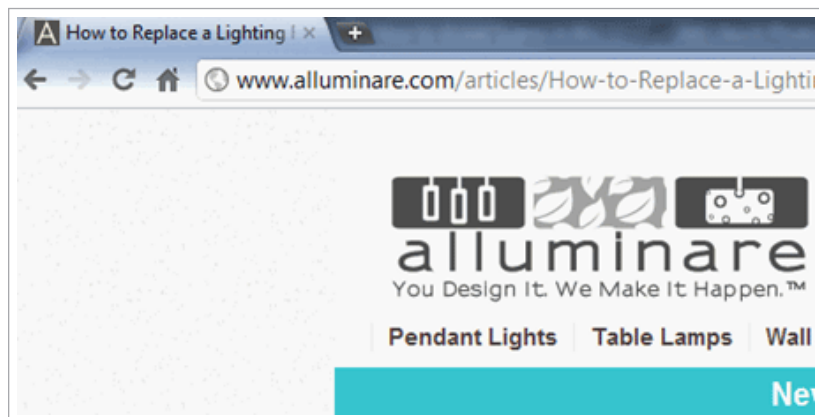 A How to Replace a Lighting
www.alluminare.com/articles/How-to-Replace-a-Lighti
alluminare
You Design It. We Make It Happen.™
Pendant Lights Table Lamps Wall